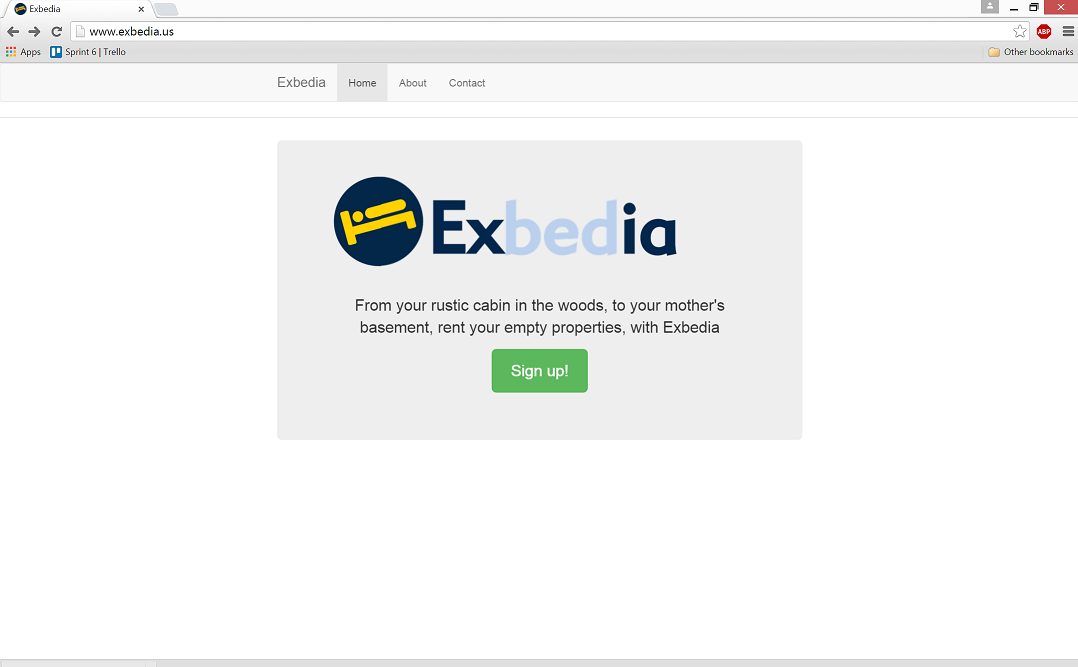 Exbedia
www.exbedia.us
ABP
Apps Sprint 6 | Trello Other bookmarks
Exbedia Home About Contact
Exbedia
From your rustic cabin in the woods, to your mother's
basement, rent your empty properties, with Exbedia
Sign up!